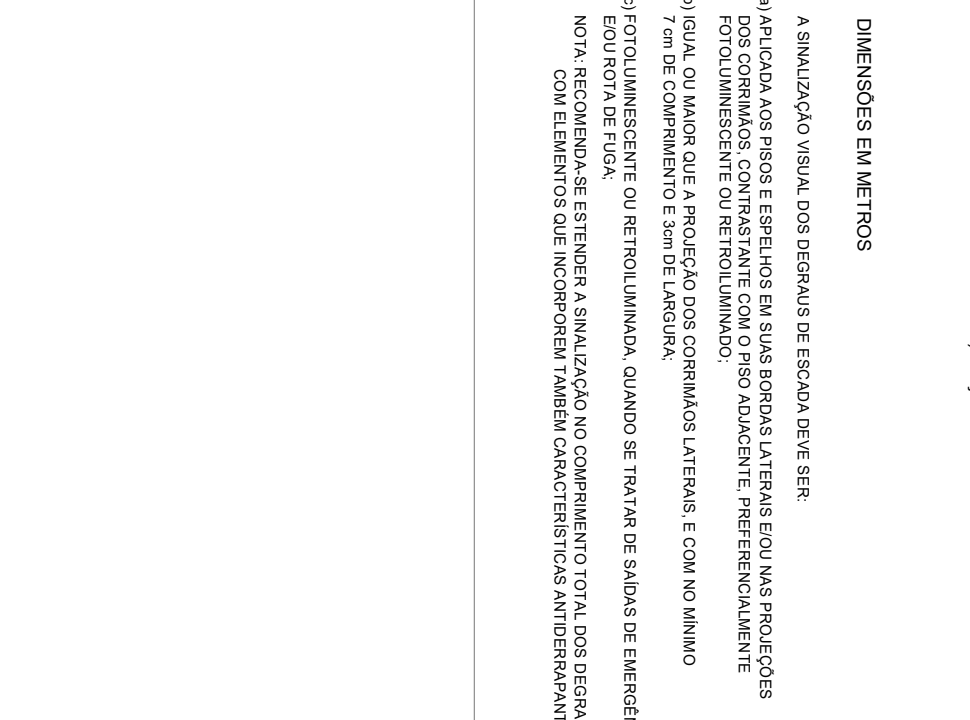 DIMENSÕES EM METROS
A SINALIZAÇÃO VISUAL DOS DEGRAUS DE ESCADA DEVE SER:
a) APLICADA AOS PISOS E ESPELHOS EM SUAS BORDAS LATERAIS E/OU NAS PROJEÇÕES
DOS CORRIMÃOS, CONTRASTANTE COM O PISO ADJACENTE, PREFERENCIALMENTE
FOTOLUMINESCENTE OU RETROILUMINADO;
b) IGUAL OU MAIOR QUE A PROJEÇÃO DOS CORRIMÃOS LATERAIS, E COM NO MÍNIMO
7 cm DE COMPRIMENTO E 3cm DE LARGURA;
c) FOTOLUMINESCENTE OU RETROILUMINADA, QUANDO SE TRATAR DE SAÍDAS DE
E/OU ROTA DE FUGA;
NOTA: RECOMENDA-SE ESTENDER A SINALIZAÇÃO NO COMPRIMENTO TOTAL DOS
COM ELEMENTOS QUE INCORPOREM TAMBÉM CARACTERÍSTICAS